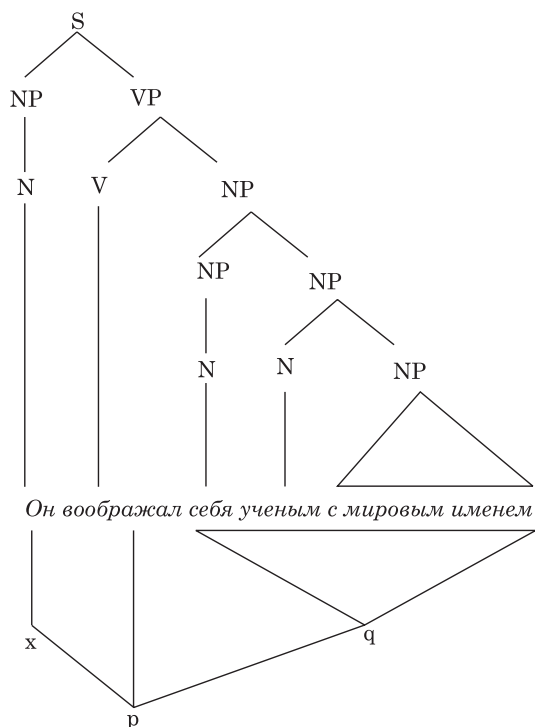 S
NP VP
N V NP
NP NP
N N NP
Он воображал себя ученым с мировым именем
x q
p